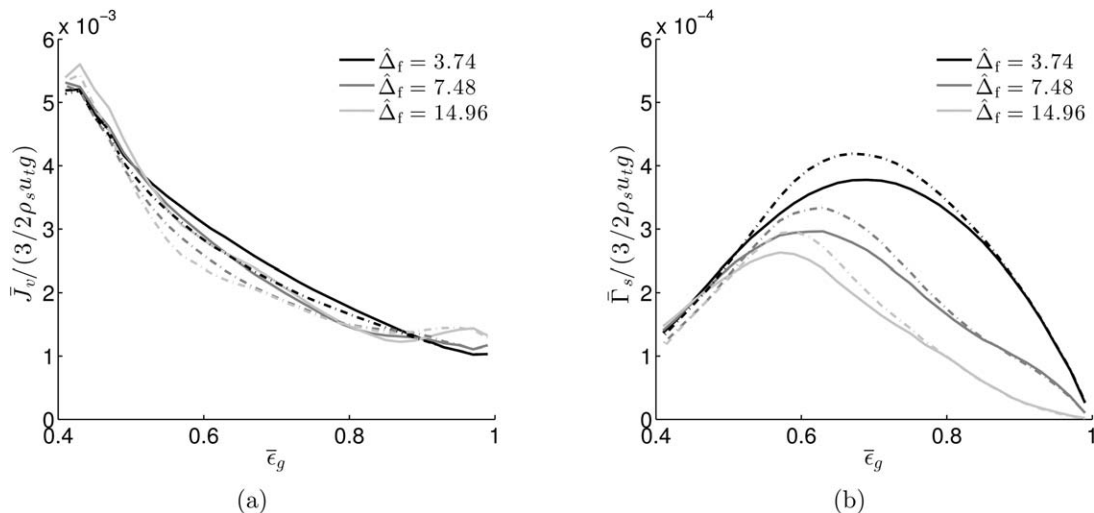 x 10⁻³
6
5
4
3
2
1
0
0.4 0.6 0.8 1
J̄_v/(3/2ρ_s u_t g)
ε̄_g
Δ̂_f = 3.74
Δ̂_f = 7.48
Δ̂_f = 14.96
(a)
x 10⁻⁴
6
5
4
3
2
1
0
0.4 0.6 0.8 1
Γ̄_s/(3/2ρ_s u_t g)
ε̄_g
Δ̂_f = 3.74
Δ̂_f = 7.48
Δ̂_f = 14.96
(b)